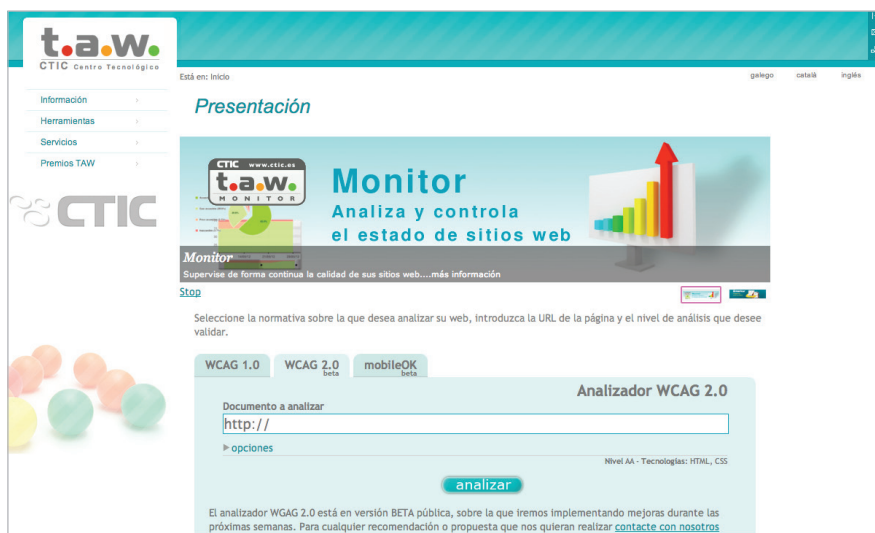 t.a.w.
CTIC Centro Tecnológico
Está en: Inicio
galego català inglés
Información
Herramientas
Servicios
Premios TAW
CTIC
Presentación
CTIC www.ctic.es
t.a.w.
MONITOR
Monitor
Analiza y controla
el estado de sitios web
Monitor
Supervise de forma continua la calidad de sus sitios web....más información
Stop
Seleccione la normativa sobre la que desea analizar su web, introduzca la URL de la página y el nivel de análisis que desee
validar.
WCAG 1.0 WCAG 2.0 beta mobileOK beta
Analizador WCAG 2.0
Documento a analizar
http://
opciones
Nivel AA - Tecnologías: HTML, CSS
analizar
El analizador WGAG 2.0 está en versión BETA pública, sobre la que iremos implementando mejoras durante las
próximas semanas. Para cualquier recomendación o propuesta que nos quieran realizar contacte con nosotros